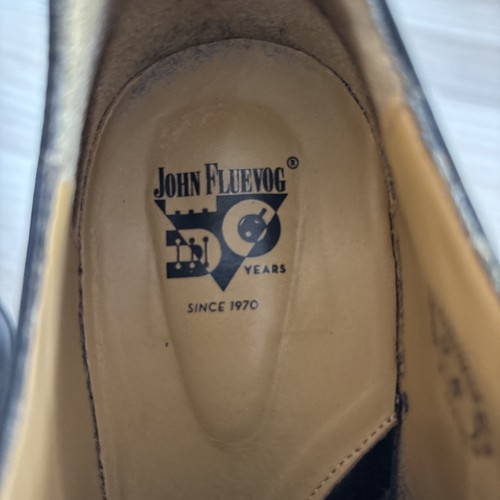 JOHN FLUEVOG®
50
YEARS
SINCE 1970